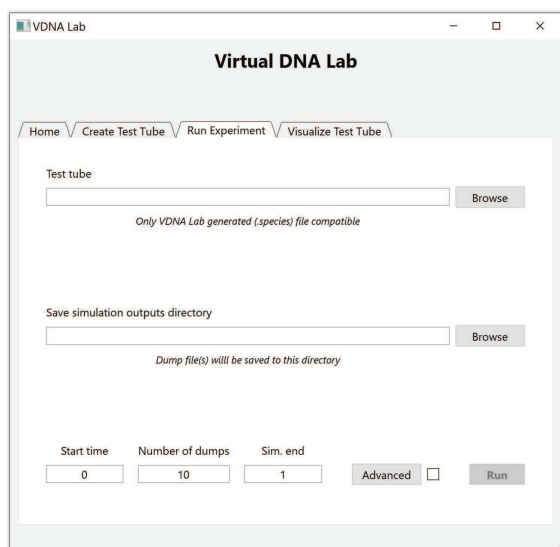 VDNA Lab
Virtual DNA Lab
Home Create Test Tube Run Experiment Visualize Test Tube
Test tube
Browse
Only VDNA Lab generated (.species) file compatible
Save simulation outputs directory
Browse
Dump file(s) willl be saved to this directory
Start time Number of dumps Sim. end
0 10 1 Advanced Run